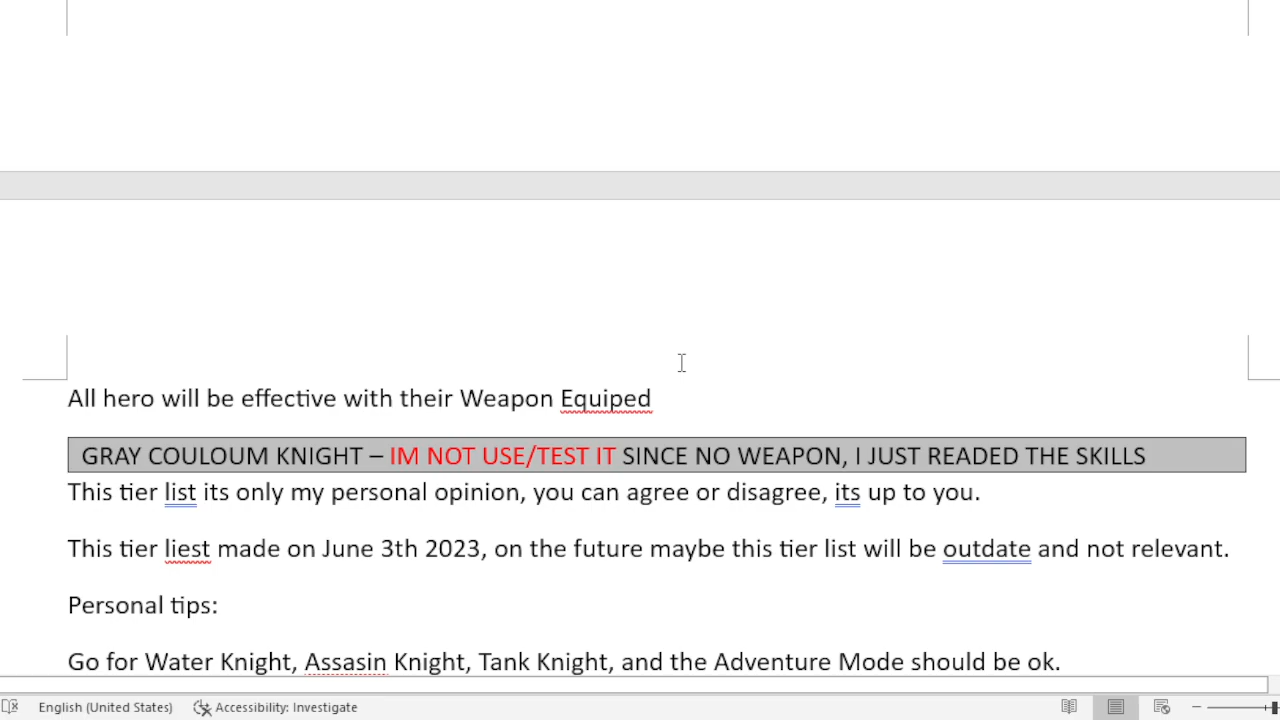 All hero will be effective with their Weapon Equiped
GRAY COULOUM KNIGHT – IM NOT USE/TEST IT SINCE NO WEAPON, I JUST READED THE SKILLS
This tier list its only my personal opinion, you can agree or disagree, its up to you.
This tier liest made on June 3th 2023, on the future maybe this tier list will be outdate and not relevant.
Personal tips:
Go for Water Knight, Assasin Knight, Tank Knight, and the Adventure Mode should be ok.
English (United States) Accessibility: Investigate